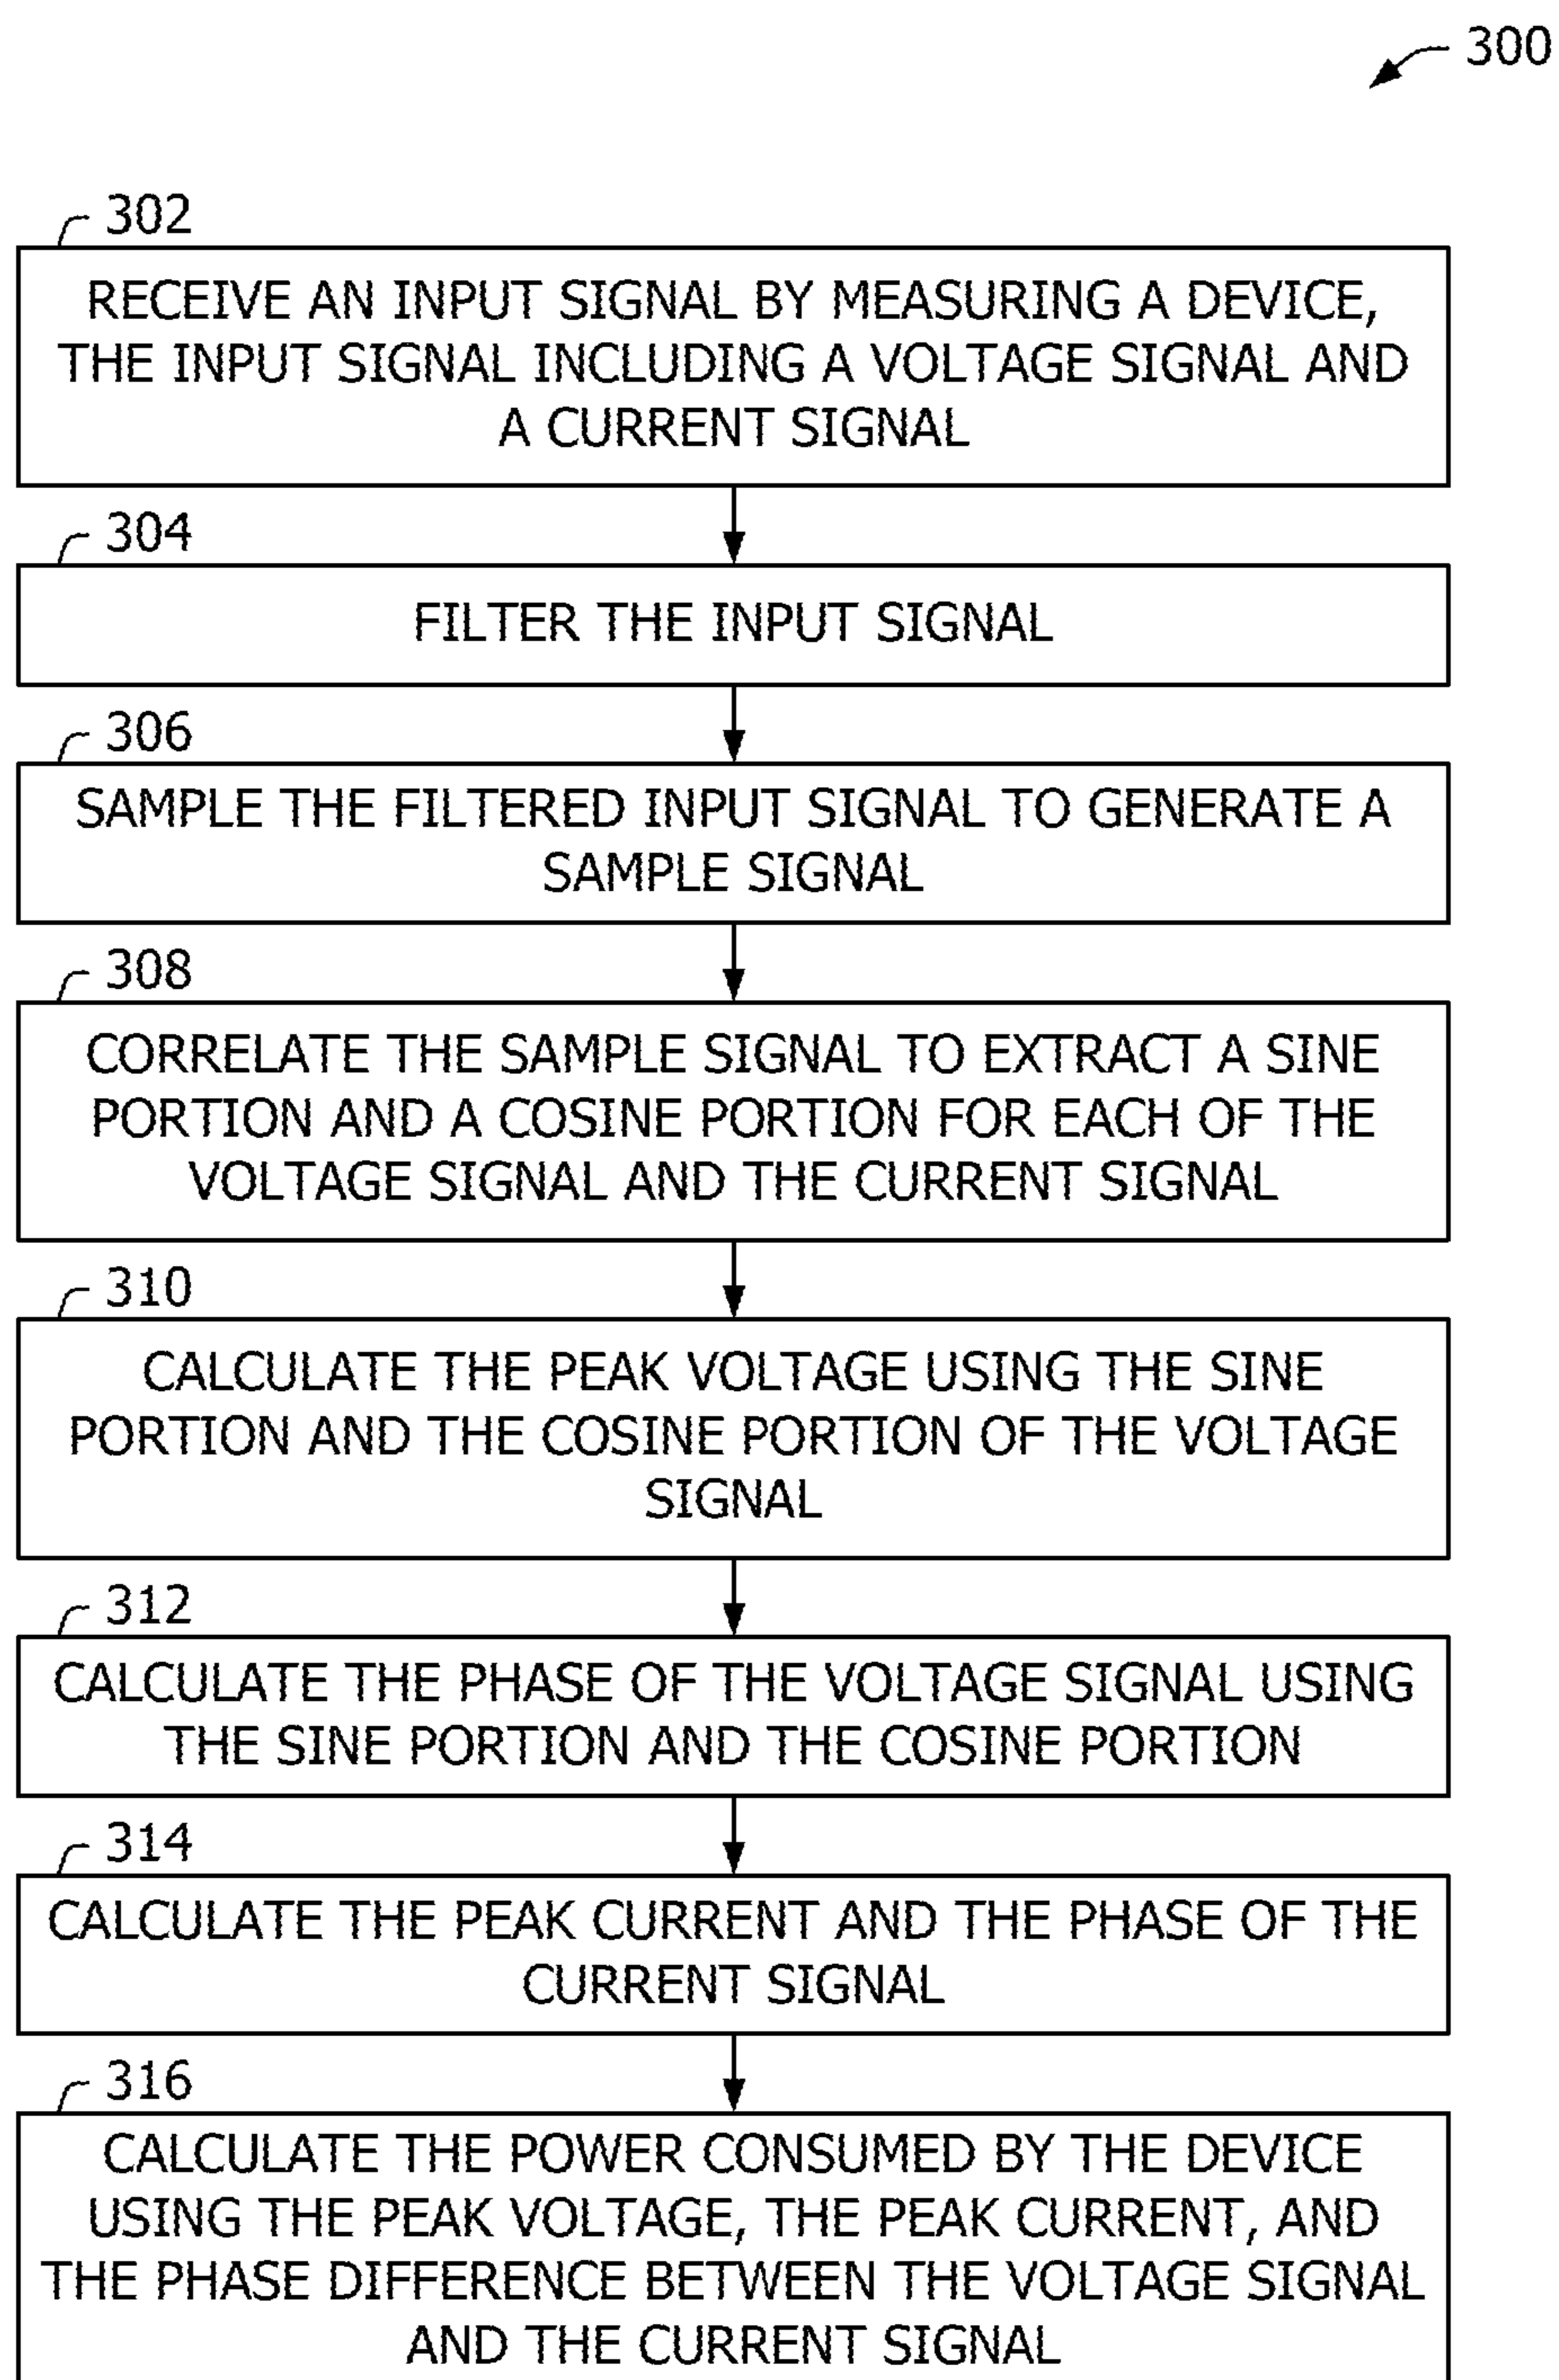 300
302
RECEIVE AN INPUT SIGNAL BY MEASURING A DEVICE,
THE INPUT SIGNAL INCLUDING A VOLTAGE SIGNAL AND
A CURRENT SIGNAL
304
FILTER THE INPUT SIGNAL
306
SAMPLE THE FILTERED INPUT SIGNAL TO GENERATE A
SAMPLE SIGNAL
308
CORRELATE THE SAMPLE SIGNAL TO EXTRACT A SINE
PORTION AND A COSINE PORTION FOR EACH OF THE
VOLTAGE SIGNAL AND THE CURRENT SIGNAL
310
CALCULATE THE PEAK VOLTAGE USING THE SINE
PORTION AND THE COSINE PORTION OF THE VOLTAGE
SIGNAL
312
CALCULATE THE PHASE OF THE VOLTAGE SIGNAL USING
THE SINE PORTION AND THE COSINE PORTION
314
CALCULATE THE PEAK CURRENT AND THE PHASE OF THE
CURRENT SIGNAL
316
CALCULATE THE POWER CONSUMED BY THE DEVICE
USING THE PEAK VOLTAGE, THE PEAK CURRENT, AND
THE PHASE DIFFERENCE BETWEEN THE VOLTAGE SIGNAL
AND THE CURRENT SIGNAL